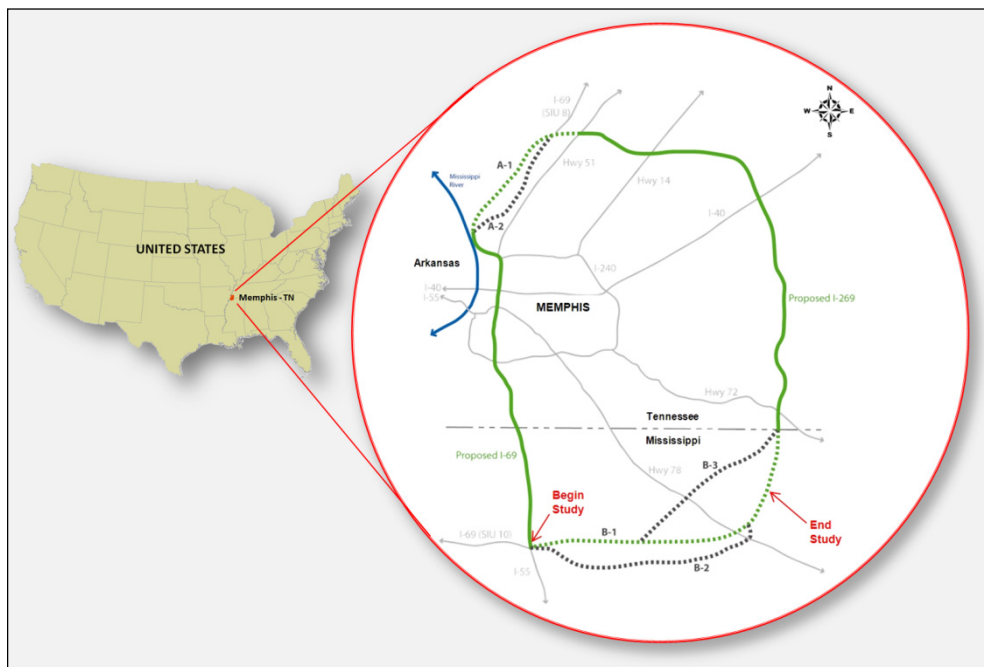 UNITED STATES
Memphis - TN
N
W
E
S
I-69
(SIU 8)
A-1
Hwy 51
Mississippi
River
Hwy 14
A-2
I-40
Arkansas
I-240
I-40
I-55
MEMPHIS
Proposed I-269
Hwy 72
Tennessee
Mississippi
Proposed I-69
B-3
Hwy 78
Begin
Study
End
Study
B-1
I-69 (SIU 10)
B-2
I-55